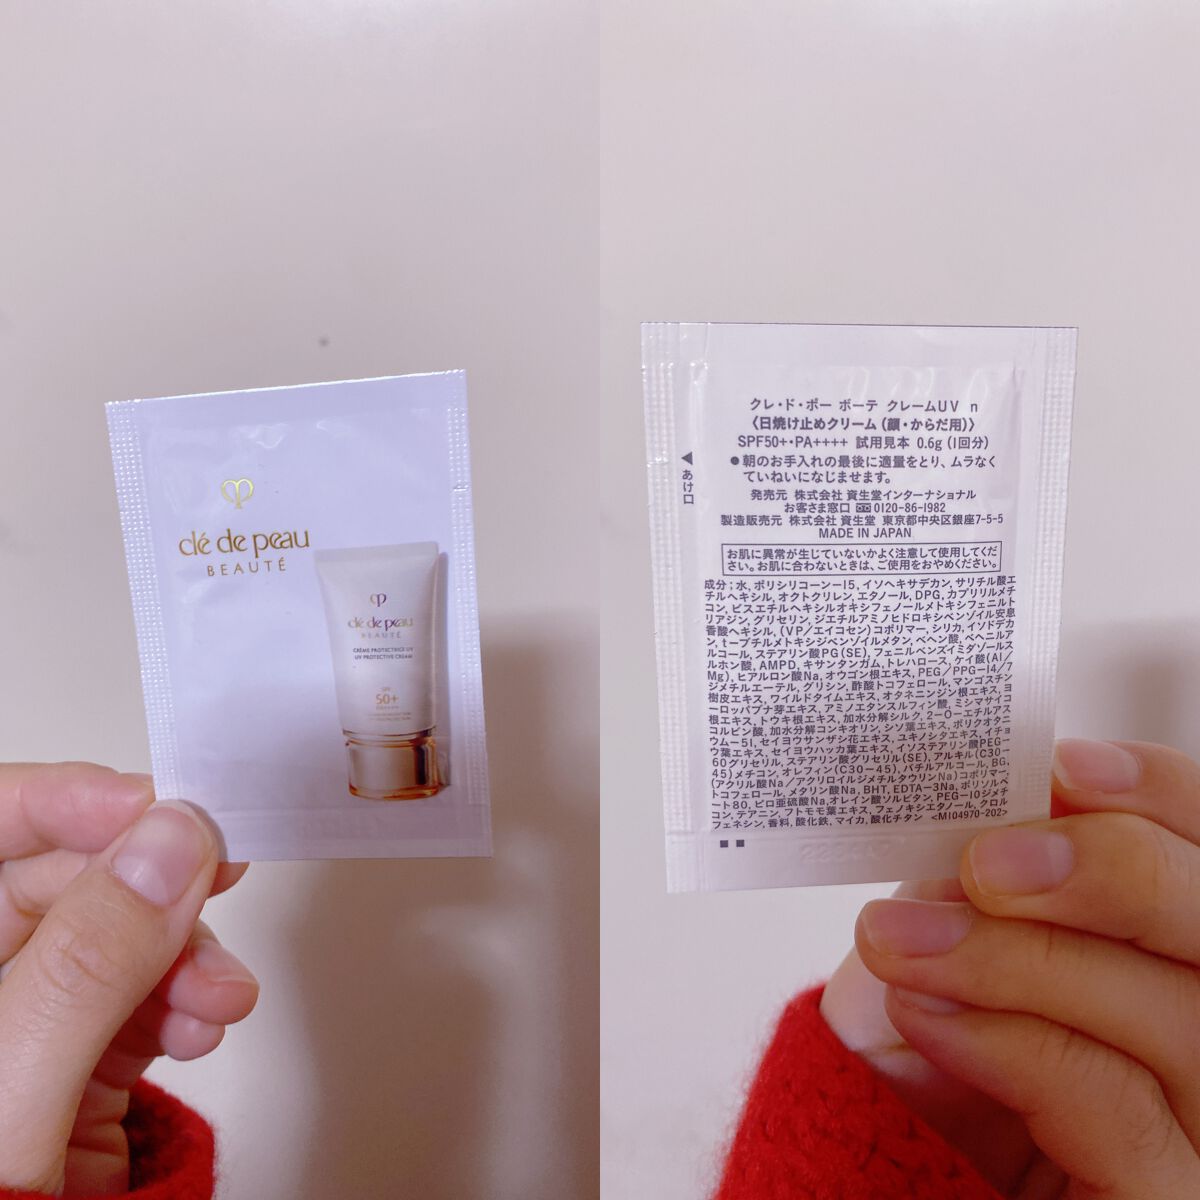 clé de peau
BEAUTÉ
clé de peau
BEAUTÉ
CRÈME PROTECTRICE UV
UV PROTECTIVE CREAM
SPF
50+
クレ・ド・ポー ボーテ クレームUV n
〈日焼け止めクリーム(顔・からだ用)〉
SPF50+・PA++++ 試用見本 0.6g(1回分)
●朝のお手入れの最後に適量をとり、ムラなく
ていねいになじませます。
◀あけ口
発売元 株式会社 資生堂インターナショナル
お客さま窓口 0120-86-1982
製造販売元 株式会社 資生堂 東京都中央区銀座7-5-5
MADE IN JAPAN
お肌に異常が生じていないかよく注意して使用してくだ
さい。お肌に合わないときは、ご使用をおやめください。
成分；水, ポリシリコーン-15, イソヘキサデカン, サリチル酸エ
チルヘキシル, オクトクリレン, エタノール, DPG, カプリリルメチ
コン, ビスエチルヘキシルオキシフェノールメトキシフェニルト
リアジン, グリセリン, ジエチルアミノヒドロキシベンゾイル安息
香酸ヘキシル, (VP/エイコセン)コポリマー, シリカ, イソドデカ
ン, t-ブチルメトキシジベンゾイルメタン, ベヘン酸, ベヘニルア
ルコール, ステアリン酸PG(SE), フェニルベンズイミダゾールス
ルホン酸, AMPD, キサンタンガム, トレハロース, ケイ酸(Al/
Mg), ヒアルロン酸Na, オウゴン根エキス, PEG/PPG-14/7
ジメチルエーテル, グリシン, 酢酸トコフェロール, マンゴスチン
樹皮エキス, ワイルドタイムエキス, オタネニンジン根エキス, ヨ
ーロッパブナ芽エキス, アミノエタンスルフィン酸, ミシマサイコ
根エキス, トウキ根エキス, 加水分解シルク, 2-O-エチルアス
コルビン酸, 加水分解コンキオリン, シソ葉エキス, ポリクオタニ
ウム-51, セイヨウサンザシ花エキス, ユキノシタエキス, イチョ
ウ葉エキス, セイヨウハッカ葉エキス, イソステアリン酸PEG-
60グリセリル, ステアリン酸グリセリル(SE), アルキル(C30-
45)メチコン, オレフィン(C30-45), バチルアルコール, BG,
(アクリル酸Na/アクリロイルジメチルタウリンNa)コポリマー,
トコフェロール, メタリン酸Na, BHT, EDTA-3Na, ポリソルベ
ート80, ピロ亜硫酸Na, オレイン酸ソルビタン, PEG-10ジメチ
コン, テアニン, フトモモ葉エキス, フェノキシエタノール, クロル
フェネシン, 香料, 酸化鉄, マイカ, 酸化チタン <MI04970-202>